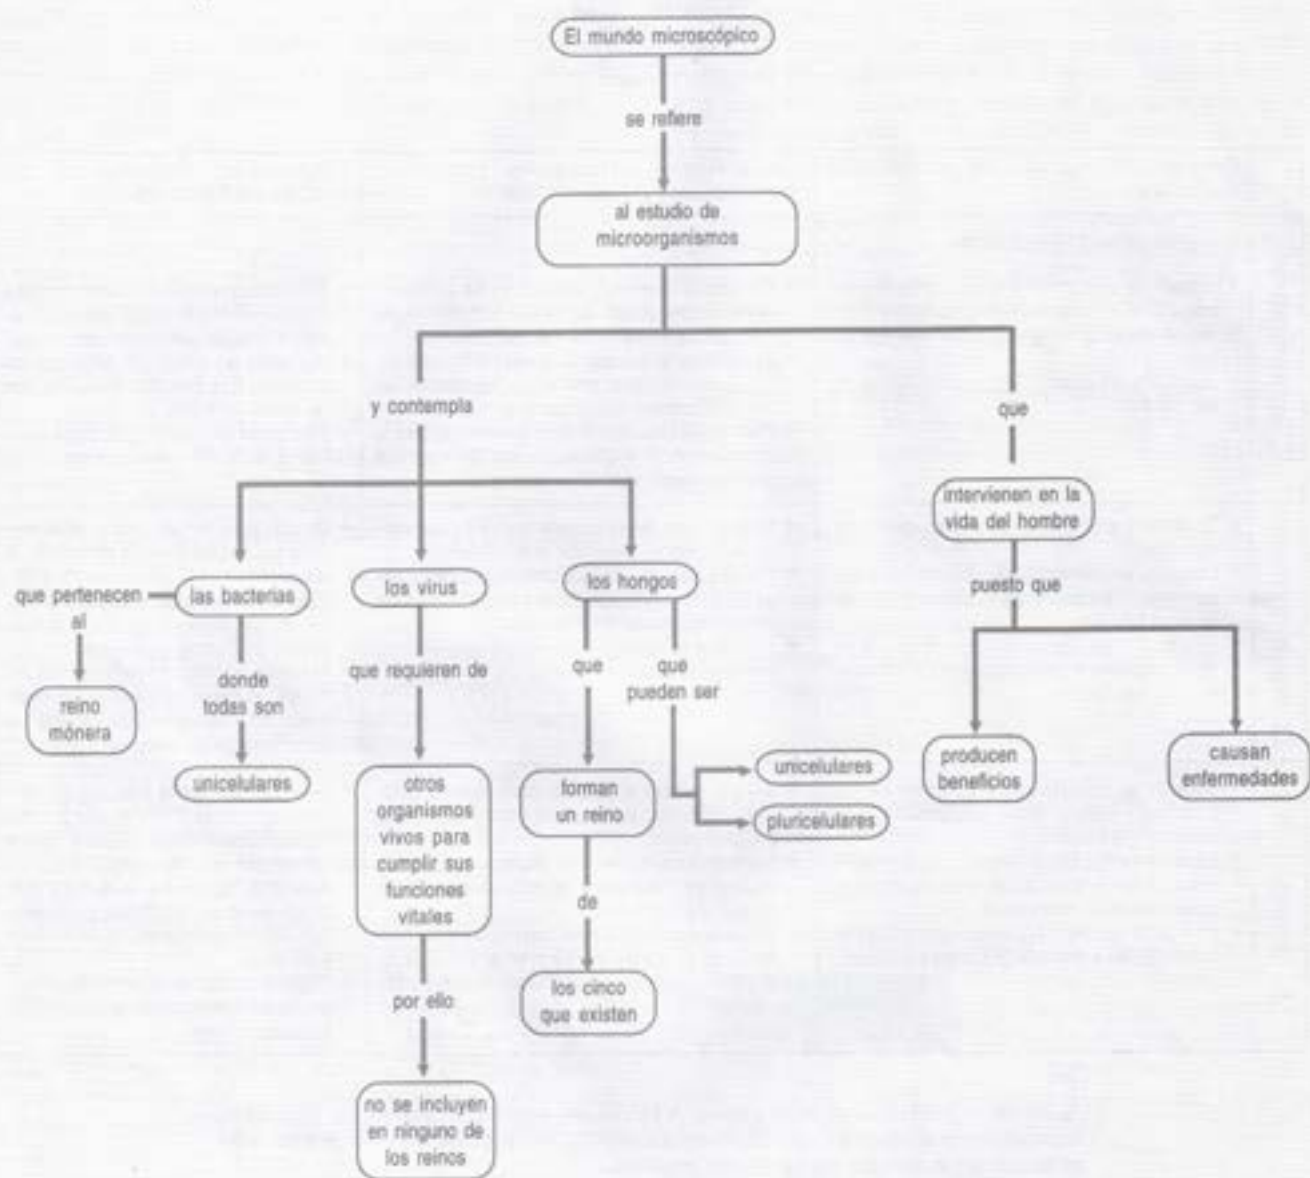 El mundo microscópico
se refiere
al estudio de
microorganismos
y contempla
que
intervienen en la
vida del hombre
puesto que
producen
beneficios
causan
enfermedades
las bacterias
los virus
los hongos
que pertenecen
al
reino
mónera
donde
todas son
unicelulares
que requieren de
otros
organismos
vivos para
cumplir sus
funciones
vitales
por ello
no se incluyen
en ninguno de
los reinos
que
forman
un reino
de
los cinco
que existen
que
pueden ser
unicelulares
pluricelulares